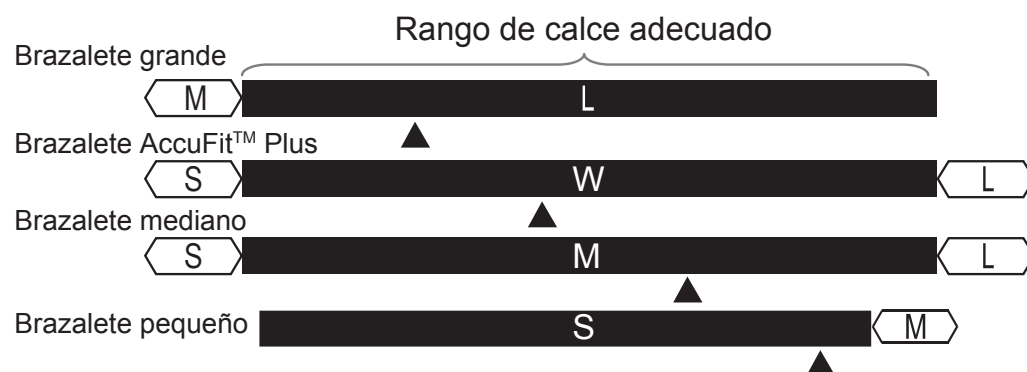 Rango de calce adecuado
Brazalete grande
M L
Brazalete AccuFit™ Plus
S W L
Brazalete mediano
S M L
Brazalete pequeño
S M